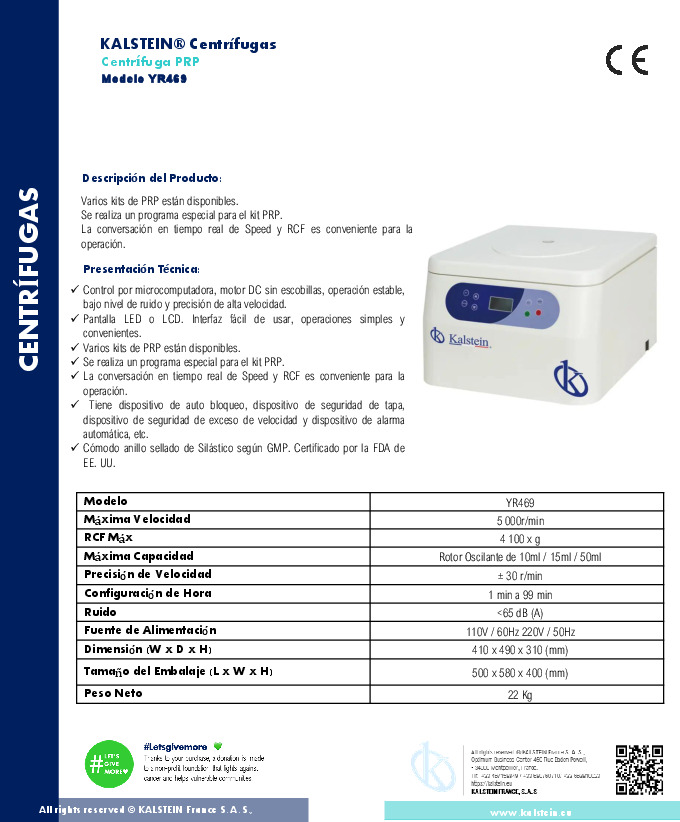 KALSTEIN® Centrífugas
Centrífuga PRP
Modelo YR469
CE
CENTRÍFUGAS
Descripción del Producto:
Varios kits de PRP están disponibles.
Se realiza un programa especial para el kit PRP.
La conversación en tiempo real de Speed y RCF es conveniente para la
operación.
Presentación Técnica:
✓ Control por microcomputadora, motor DC sin escobillas, operación estable,
bajo nivel de ruido y precisión de alta velocidad.
✓ Pantalla LED o LCD. Interfaz fácil de usar, operaciones simples y
convenientes.
✓ Varios kits de PRP están disponibles.
✓ Se realiza un programa especial para el kit PRP.
✓ La conversación en tiempo real de Speed y RCF es conveniente para la
operación.
✓ Tiene dispositivo de auto bloqueo, dispositivo de seguridad de tapa,
dispositivo de seguridad de exceso de velocidad y dispositivo de alarma
automática, etc.
✓ Cómodo anillo sellado de Silástico según GMP. Certificado por la FDA de
EE. UU.
Kalstein
Modelo YR469
Máxima Velocidad 5 000r/min
RCF Máx 4 100 x g
Máxima Capacidad Rotor Oscilante de 10ml / 15ml / 50ml
Precisión de Velocidad ± 30 r/min
Configuración de Hora 1 min a 99 min
Ruido <65 dB (A)
Fuente de Alimentación 110V / 60Hz 220V / 50Hz
Dimensión (W x D x H) 410 x 490 x 310 (mm)
Tamaño del Embalaje (L x W x H) 500 x 580 x 400 (mm)
Peso Neto 22 Kg
#LET'S
GIVE
MORE
#Letsgivemore
Thanks to your purchase, a donation is made
to a non-profit foundation that fights against
cancer and helps vulnerable communities.
All rights reserved © KALSTEIN France S. A. S.,
Optimum Business Center 450 Rue Baden Powell,
• 34000 Montpellier, France.
https://kalstein.eu
KALSTEIN FRANCE, S.A.S
All rights reserved © KALSTEIN France S.A.S.,
www.kalstein.eu